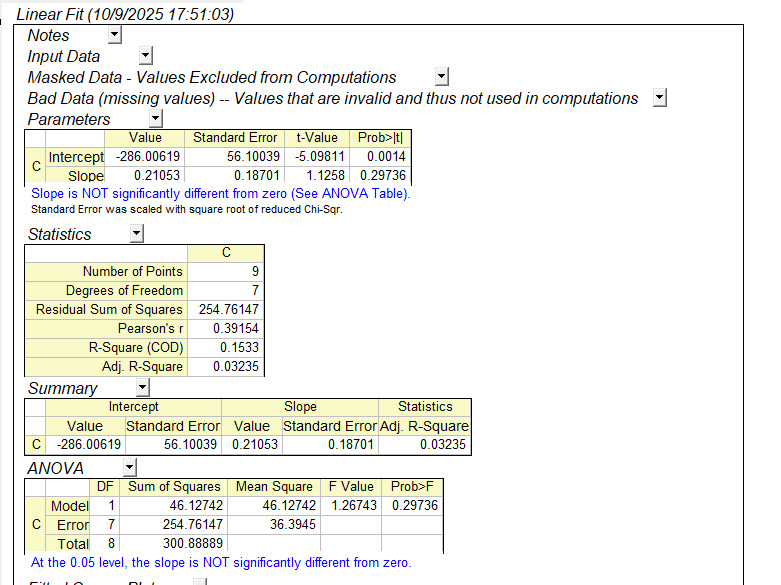 Linear Fit (10/9/2025 17:51:03)
Notes
Input Data
Masked Data - Values Excluded from Computations
Bad Data (missing values) -- Values that are invalid and thus not used in computations
Parameters
Value Standard Error t-Value Prob>|t|
C Intercept -286.00619 56.10039 -5.09811 0.0014
Slope 0.21053 0.18701 1.1258 0.29736
Slope is NOT significantly different from zero (See ANOVA Table).
Standard Error was scaled with square root of reduced Chi-Sqr.
Statistics
C
Number of Points 9
Degrees of Freedom 7
Residual Sum of Squares 254.76147
Pearson's r 0.39154
R-Square (COD) 0.1533
Adj. R-Square 0.03235
Summary
Intercept Slope Statistics
Value Standard Error Value Standard Error Adj. R-Square
C -286.00619 56.10039 0.21053 0.18701 0.03235
ANOVA
DF Sum of Squares Mean Square F Value Prob>F
Model 1 46.12742 46.12742 1.26743 0.29736
C Error 7 254.76147 36.3945
Total 8 300.88889
At the 0.05 level, the slope is NOT significantly different from zero.